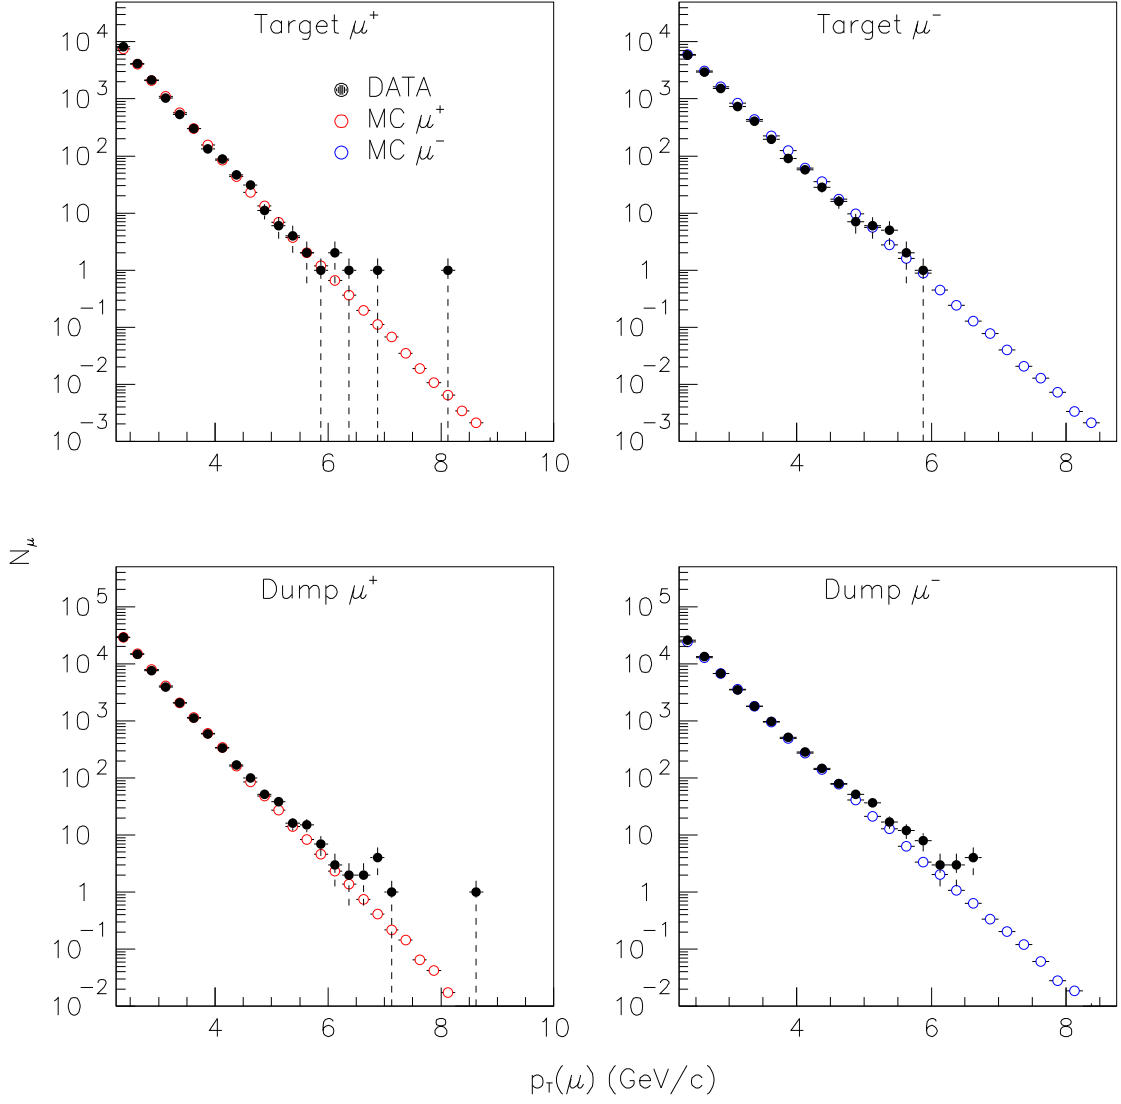 Target μ⁺
10⁴
10³
10²
10
1
10⁻¹
10⁻²
10⁻³
DATA
MC μ⁺
MC μ⁻
4 6 8 10
Target μ⁻
10⁴
10³
10²
10
1
10⁻¹
10⁻²
10⁻³
4 6 8
N_μ
Dump μ⁺
10⁵
10⁴
10³
10²
10
1
10⁻¹
10⁻²
4 6 8 10
Dump μ⁻
10⁵
10⁴
10³
10²
10
1
10⁻¹
10⁻²
4 6 8
p_T(μ) (GeV/c)